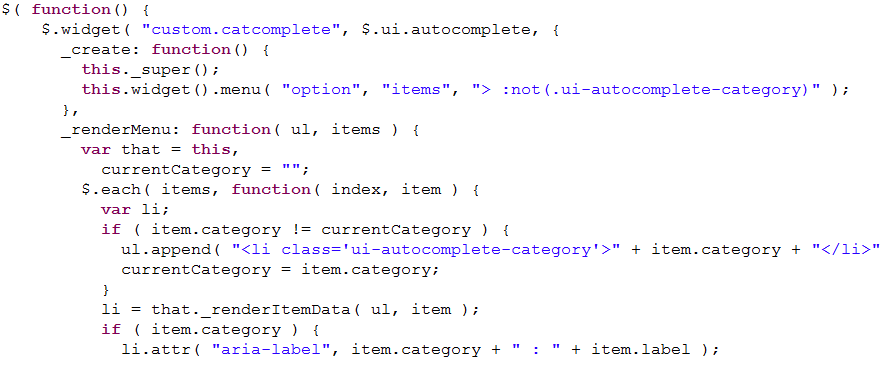 $( function() {
$.widget( "custom.catcomplete", $.ui.autocomplete, {
_create: function() {
this._super();
this.widget().menu( "option", "items", "> :not(.ui-autocomplete-category)" );
},
_renderMenu: function( ul, items ) {
var that = this,
currentCategory = "";
$.each( items, function( index, item ) {
var li;
if ( item.category != currentCategory ) {
ul.append( "<li class='ui-autocomplete-category'>" + item.category + "</li>"
currentCategory = item.category;
}
li = that._renderItemData( ul, item );
if ( item.category ) {
li.attr( "aria-label", item.category + " : " + item.label );